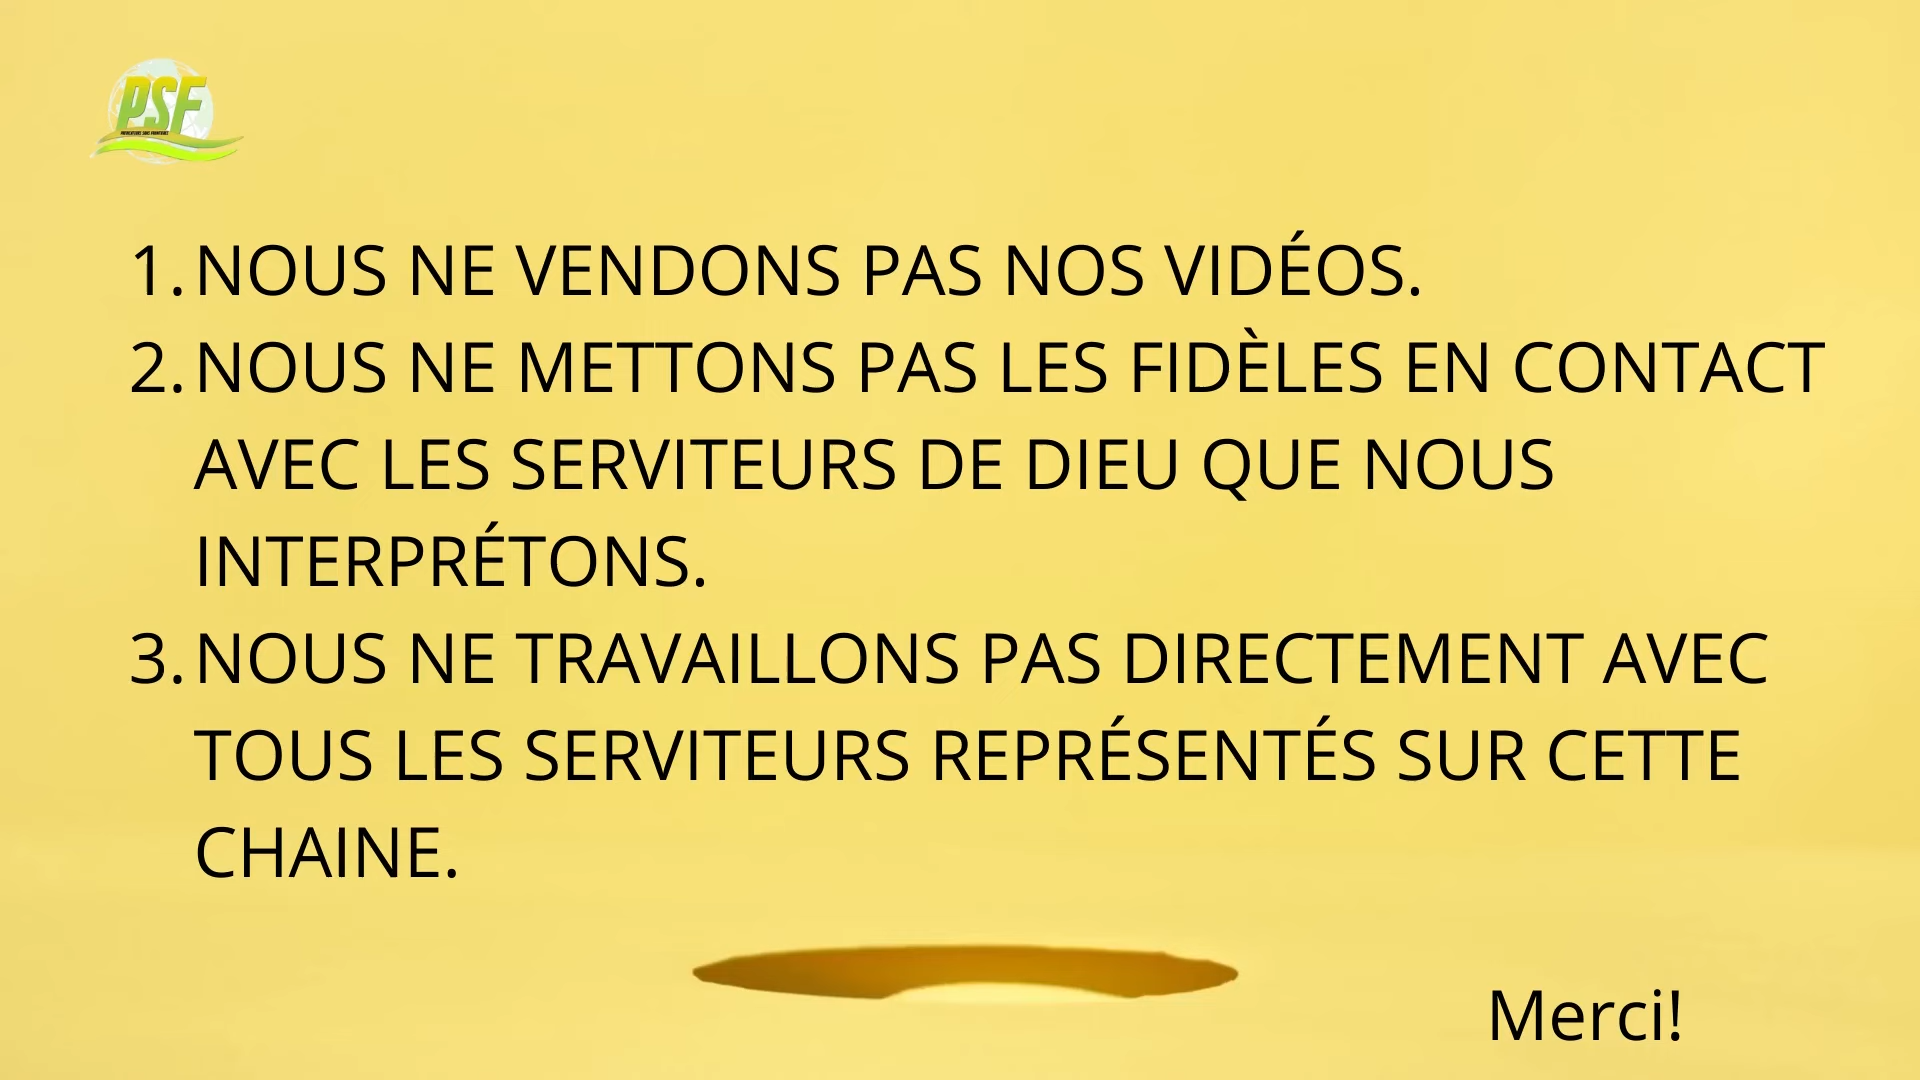 PSF
1. NOUS NE VENDONS PAS NOS VIDÉOS.
2. NOUS NE METTONS PAS LES FIDÈLES EN CONTACT
AVEC LES SERVITEURS DE DIEU QUE NOUS
INTERPRÉTONS.
3. NOUS NE TRAVAILLONS PAS DIRECTEMENT AVEC
TOUS LES SERVITEURS REPRÉSENTÉS SUR CETTE
CHAINE.
Merci!